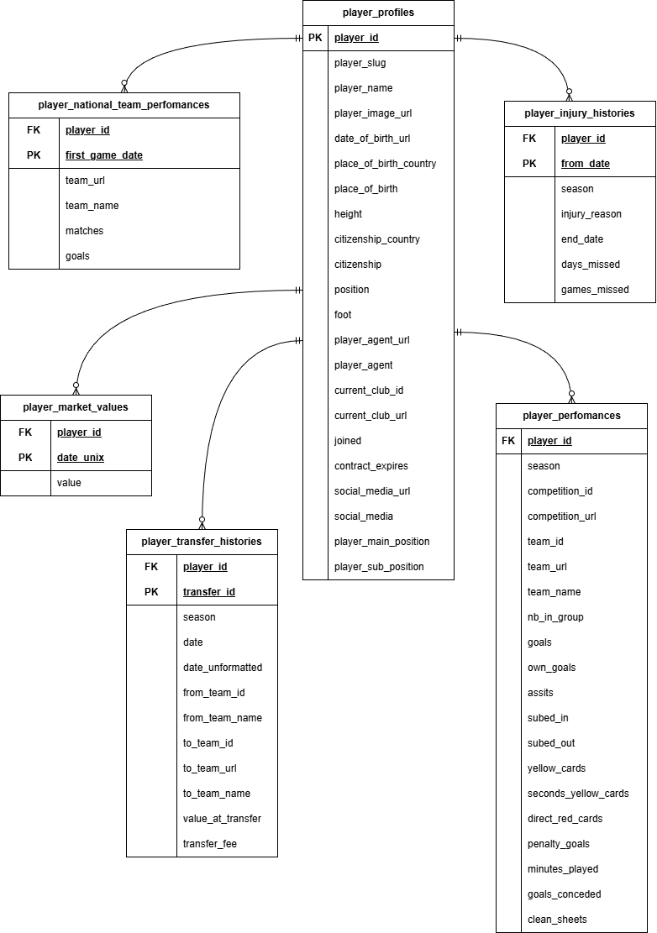 player_profiles
PK player_id
player_slug
player_name
player_image_url
date_of_birth_url
place_of_birth_country
place_of_birth
height
citizenship_country
citizenship
position
foot
player_agent_url
player_agent
current_club_id
current_club_url
joined
contract_expires
social_media_url
social_media
player_main_position
player_sub_position
player_national_team_perfomances
FK player_id
PK first_game_date
team_url
team_name
matches
goals
player_injury_histories
FK player_id
PK from_date
season
injury_reason
end_date
days_missed
games_missed
player_market_values
FK player_id
PK date_unix
value
player_transfer_histories
FK player_id
PK transfer_id
season
date
date_unformatted
from_team_id
from_team_name
to_team_id
to_team_url
to_team_name
value_at_transfer
transfer_fee
player_perfomances
FK player_id
season
competition_id
competition_url
team_id
team_url
team_name
nb_in_group
goals
own_goals
assits
subed_in
subed_out
yellow_cards
seconds_yellow_cards
direct_red_cards
penalty_goals
minutes_played
goals_conceded
clean_sheets